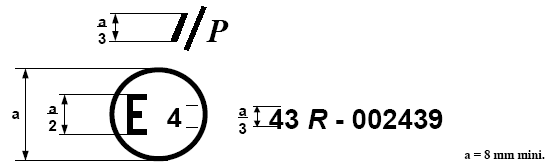 a/3 //P
a a/2 E 4 a/3 43 R - 002439
a = 8 mm mini.